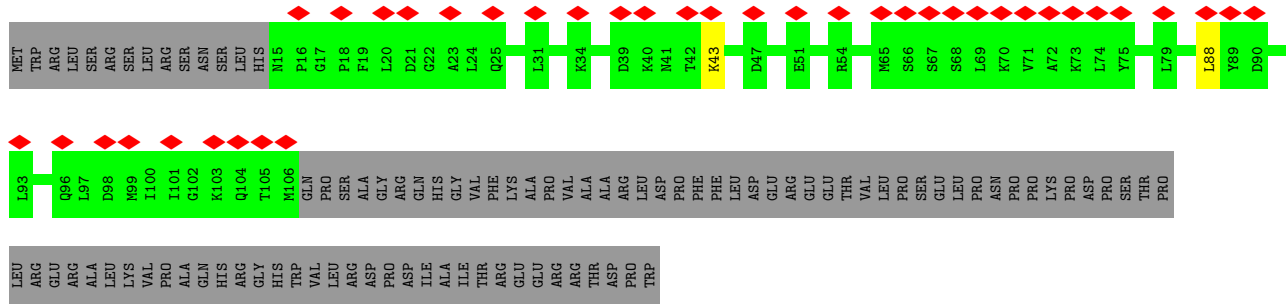 MET TRP ARG LEU SER ARG SER LEU ARG SER ASN SER LEU HIS N15 P16 G17 P18 F19 L20 D21 G22 A23 L24 Q25 L31 K34 D39 K40 N41 T42 K43 D47 E51 R54 M65 S66 S67 S68 L69 K70 V71 A72 K73 L74 Y75 L79 L88 Y89 D90
L93 Q96 L97 D98 M99 I100 I101 G102 K103 Q104 T105 M106 GLN PRO SER ALA GLY ARG GLN HIS GLY VAL PHE LYS ALA PRO VAL ALA ALA ARG LEU ASP PRO PHE PHE LEU ASP GLU ARG GLU GLU THR VAL LEU PRO SER GLU LEU PRO ASN PRO PRO LYS PRO ASP PRO SER THR PRO
LEU ARG GLU ARG ALA LEU LYS VAL PRO ALA GLN HIS ARG GLY HIS TRP VAL LEU ARG ASP PRO ASP ILE ALA ILE THR ARG GLU GLU ARG ARG THR ASP PRO TRP